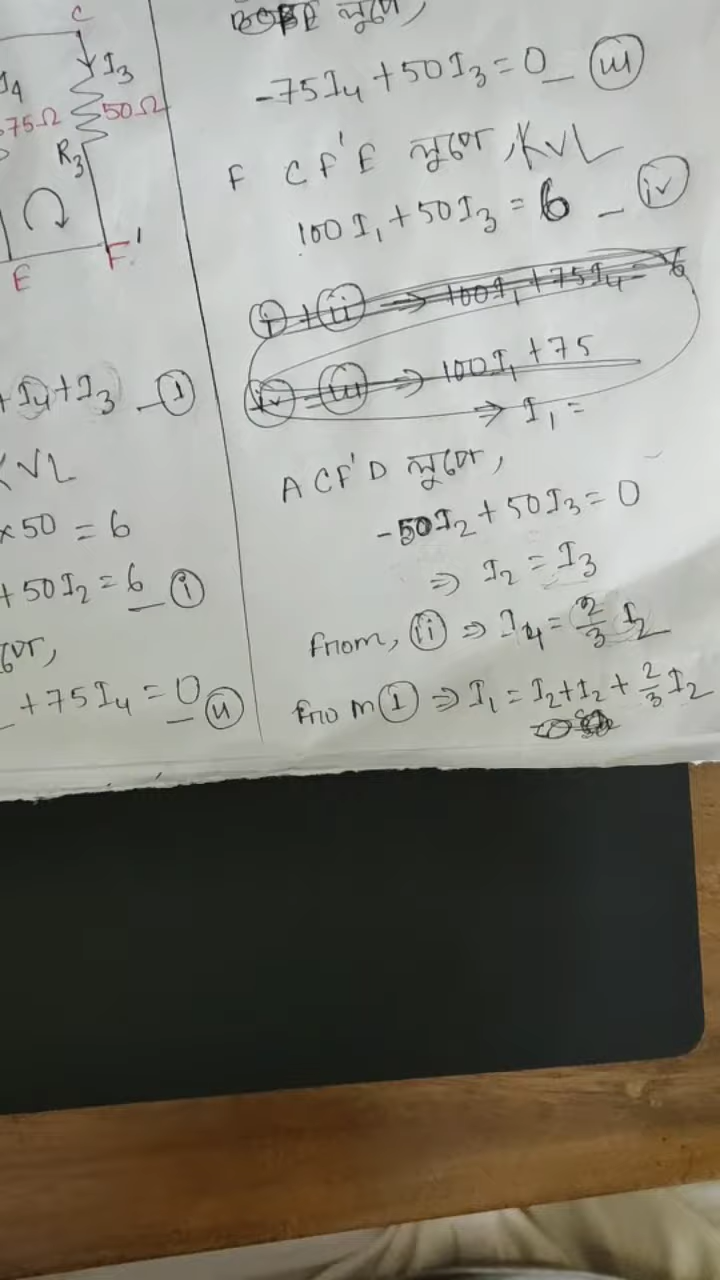 C
I₃
I₄
75Ω
50Ω
R₃
E
F'
+ I₄ + I₃ — ①
KVL
× 50 = 6
+ 50I₂ = 6 — ⓘ
লুপে,
+ 75I₄ = 0 — ⓘⓘ
লুপে,
-75I₄ + 50I₃ = 0 — ⓘⓘⓘ
F CF'E লুপে, KVL
100I₁ + 50I₃ = 6 — ⓘⓥ
ⓘ + ⓘⓘ ⇒ 100I₁ + 75I₄ = 6
ⓘⓥ - ⓘⓘⓘ ⇒ 100I₁ + 75
⇒ I₁ =
ACF'D লুপে,
-50I₂ + 50I₃ = 0
⇒ I₂ = I₃
from, ⓘⓘ ⇒ I₄ = 2/3 I₂
from ① ⇒ I₁ = I₂ + I₂ + 2/3 I₂